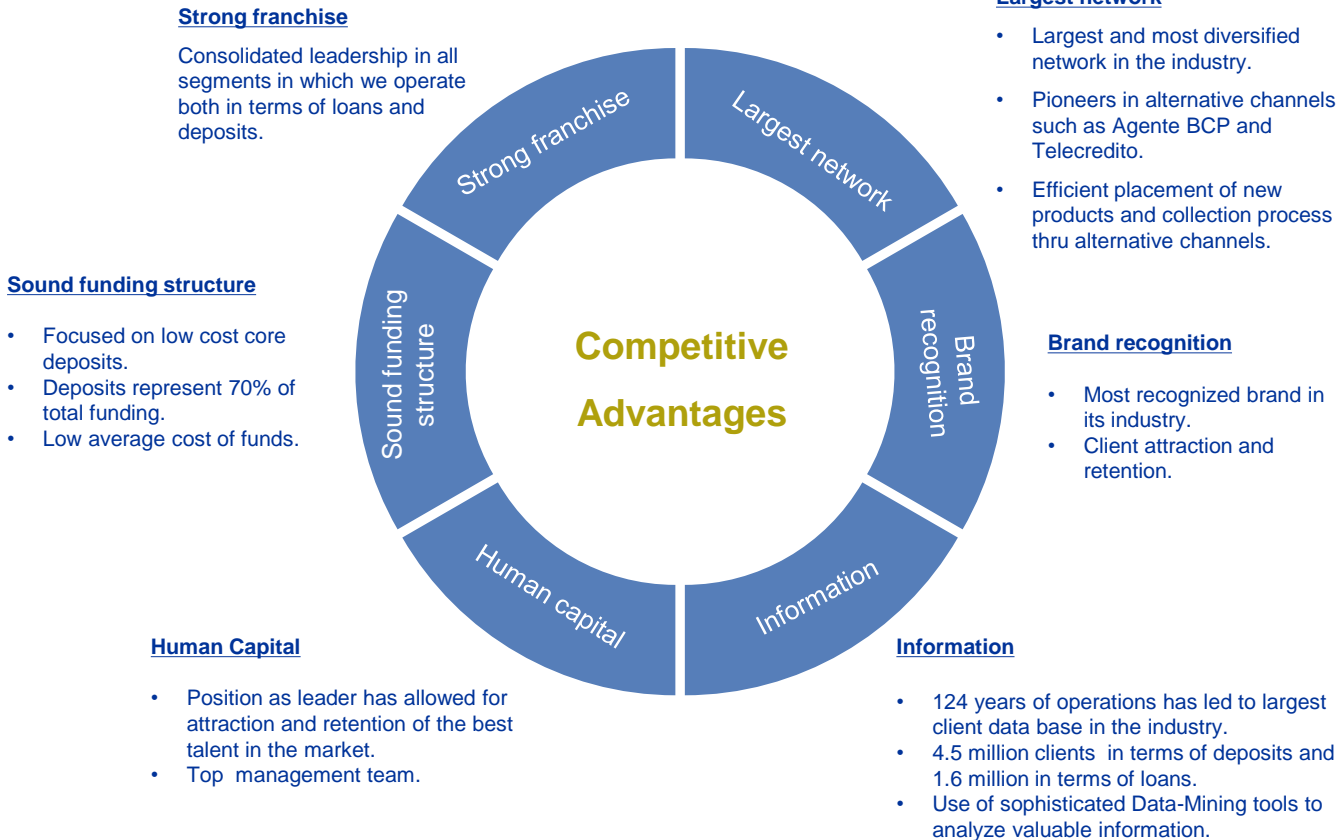 Strong franchise
Consolidated leadership in all
segments in which we operate
both in terms of loans and
deposits.
Largest network
• Largest and most diversified
network in the industry.
• Pioneers in alternative channels
such as Agente BCP and
Telecredito.
• Efficient placement of new
products and collection process
thru alternative channels.
Sound funding structure
• Focused on low cost core
deposits.
• Deposits represent 70% of
total funding.
• Low average cost of funds.
Strong franchise
Largest network
Sound funding
structure
Brand
recognition
Human capital
Information
Competitive
Advantages
Brand recognition
• Most recognized brand in
its industry.
• Client attraction and
retention.
Human Capital
• Position as leader has allowed for
attraction and retention of the best
talent in the market.
• Top management team.
Information
• 124 years of operations has led to largest
client data base in the industry.
• 4.5 million clients in terms of deposits and
1.6 million in terms of loans.
• Use of sophisticated Data-Mining tools to
analyze valuable information.